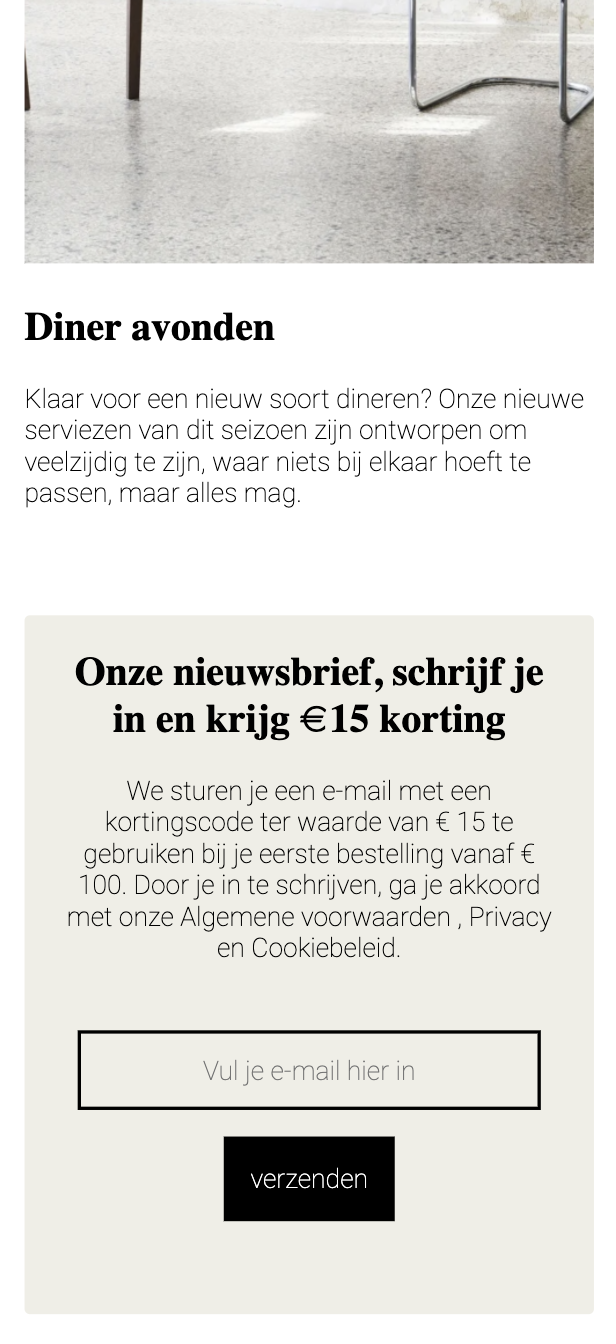 Diner avonden
Klaar voor een nieuw soort dineren? Onze nieuwe
serviezen van dit seizoen zijn ontworpen om
veelzijdig te zijn, waar niets bij elkaar hoeft te
passen, maar alles mag.
Onze nieuwsbrief, schrijf je
in en krijg €15 korting
We sturen je een e-mail met een
kortingscode ter waarde van € 15 te
gebruiken bij je eerste bestelling vanaf €
100. Door je in te schrijven, ga je akkoord
met onze Algemene voorwaarden , Privacy
en Cookiebeleid.
Vul je e-mail hier in
verzenden